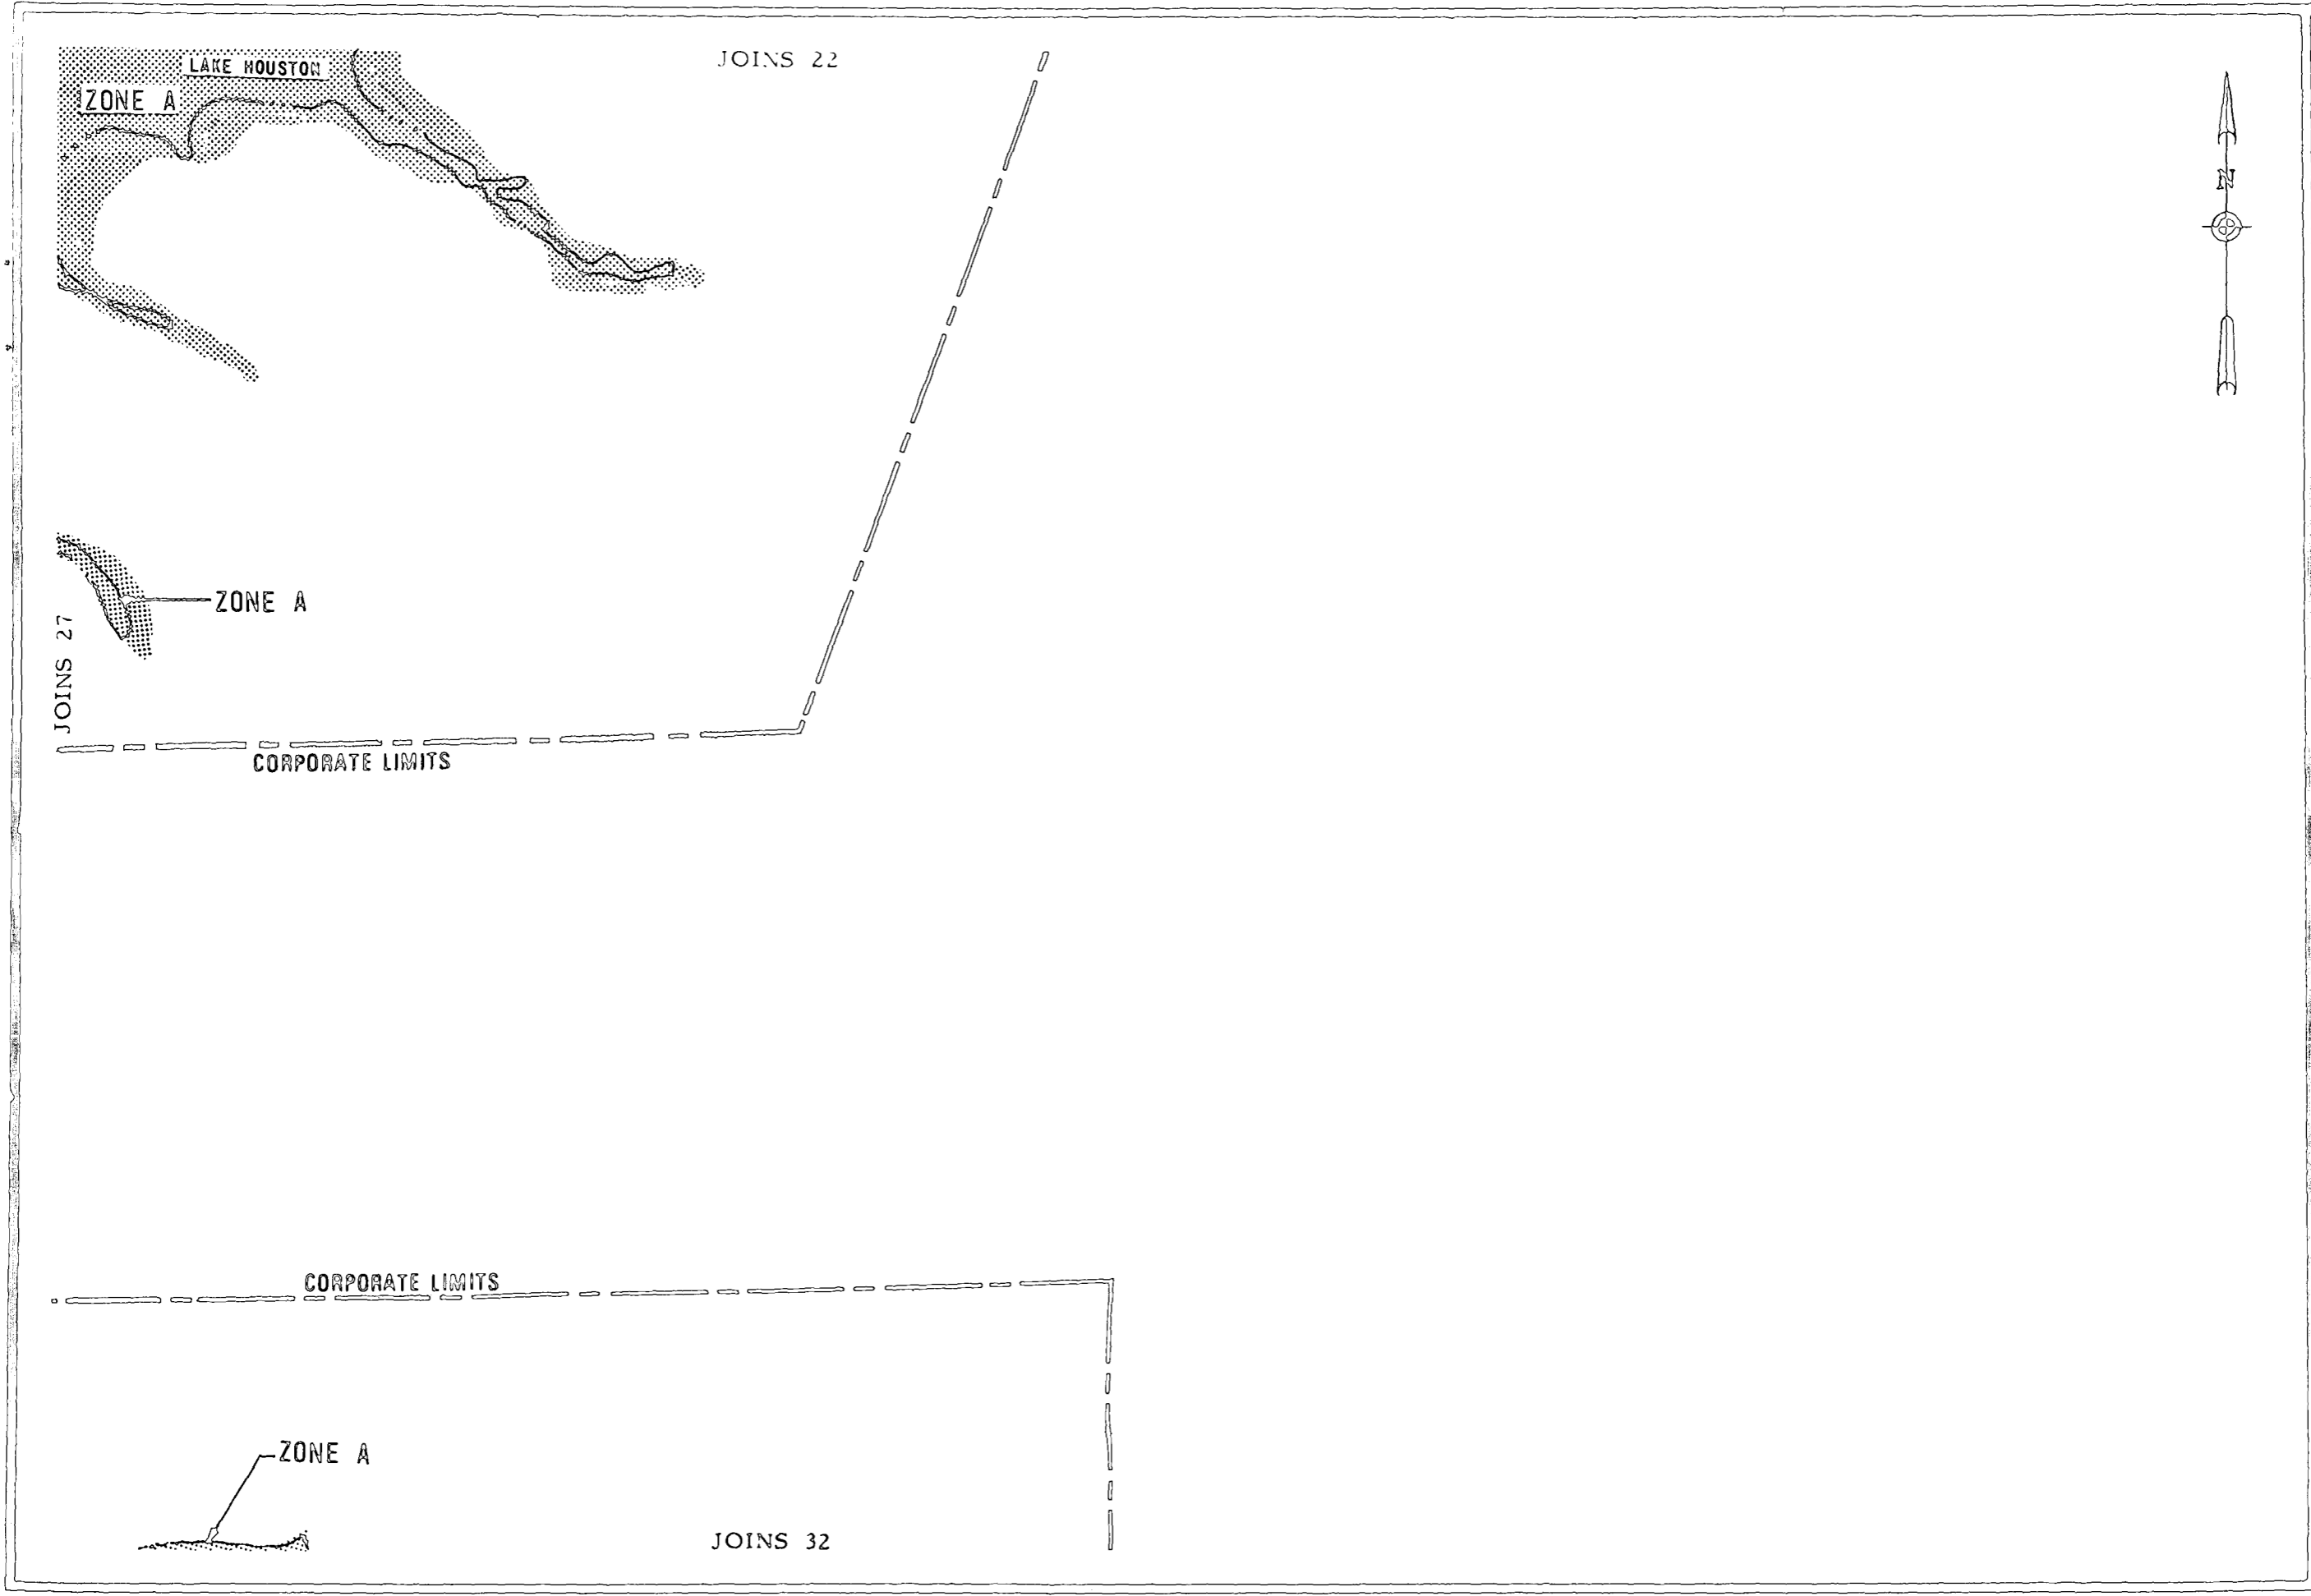 JOINS 22
LAKE HOUSTON
ZONE A
N
ZONE A
JOINS 27
CORPORATE LIMITS
CORPORATE LIMITS
ZONE A
JOINS 32